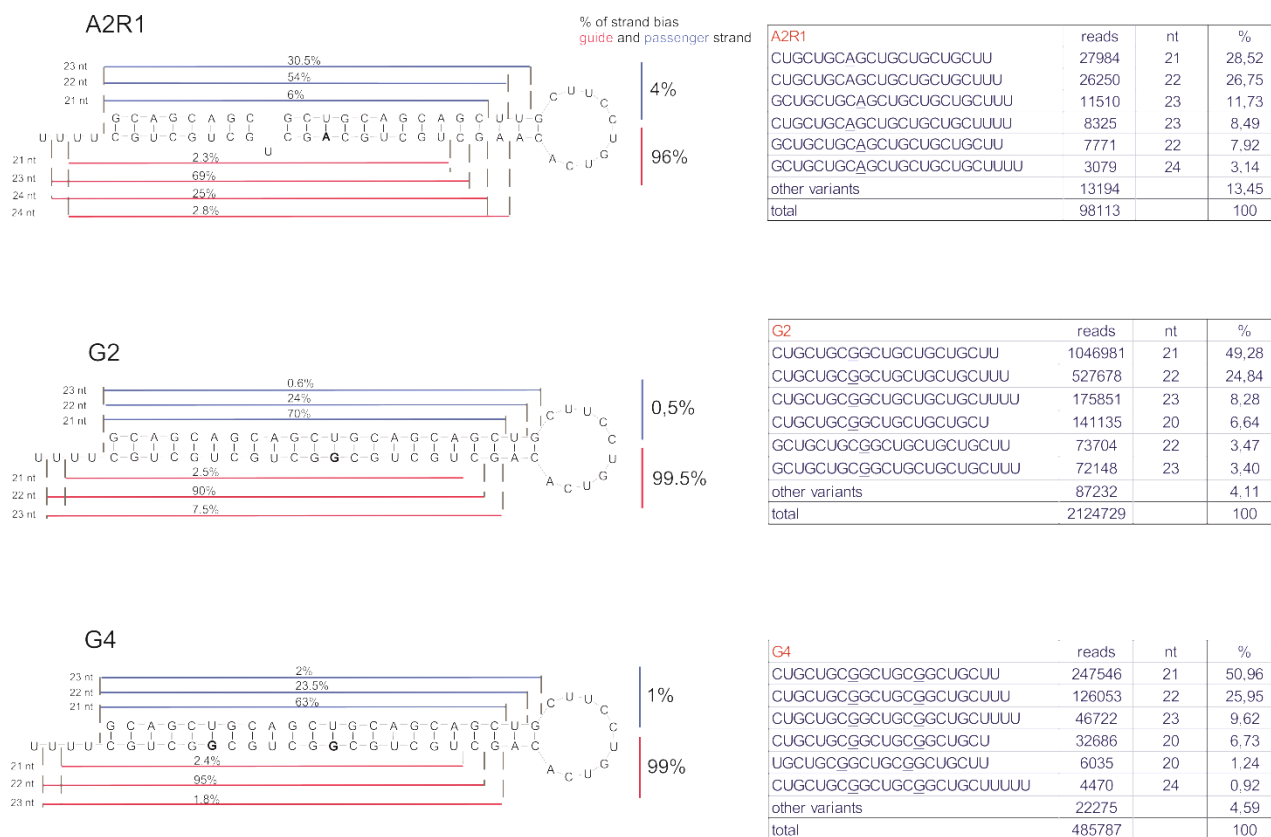 A2R1
% of strand bias
guide and passenger strand
23 nt 30.5%
22 nt 54%
21 nt 6%
4%
G C A G C A G C G C U G C A G C A G C U U G C U U C C U G U C A C
U U U U C G U C G U C G U C G A C G U C G U C G A A
96%
21 nt 2.3%
23 nt 69%
24 nt 25%
24 nt 2.8%
A2R1 reads nt %
CUGCUGCAGCUGCUGCUGCUU 27984 21 28,52
CUGCUGCAGCUGCUGCUGCUUU 26250 22 26,75
GCUGCUGCAGCUGCUGCUGCUUU 11510 23 11,73
CUGCUGCAGCUGCUGCUGCUUUU 8325 23 8,49
GCUGCUGCAGCUGCUGCUGCUU 7771 22 7,92
GCUGCUGCAGCUGCUGCUGCUUUU 3079 24 3,14
other variants 13194 13,45
total 98113 100
G2
23 nt 0.6%
22 nt 24%
21 nt 70%
0,5%
G C A G C A G C A G C U G C A G C A G C U G C U U C C U G U C A C
U U U U C G U C G U C G U C G G C G U C G U C G A
99.5%
21 nt 2.5%
22 nt 90%
23 nt 7.5%
G2 reads nt %
CUGCUGCGGCUGCUGCUGCUU 1046981 21 49,28
CUGCUGCGGCUGCUGCUGCUUU 527678 22 24,84
CUGCUGCGGCUGCUGCUGCUUUU 175851 23 8,28
CUGCUGCGGCUGCUGCUGCU 141135 20 6,64
GCUGCUGCGGCUGCUGCUGCUU 73704 22 3,47
GCUGCUGCGGCUGCUGCUGCUUU 72148 23 3,40
other variants 87232 4,11
total 2124729 100
G4
23 nt 2%
22 nt 23.5%
21 nt 63%
1%
G C A G C U G C A G C U G C A G C A G C U G C U U C C U G U C A C
U U U U C G U C G G C G U C G G C G U C G U C G A
99%
21 nt 2.4%
22 nt 95%
23 nt 1.8%
G4 reads nt %
CUGCUGCGGCUGCGGCUGCUU 247546 21 50,96
CUGCUGCGGCUGCGGCUGCUUU 126053 22 25,95
CUGCUGCGGCUGCGGCUGCUUUU 46722 23 9,62
CUGCUGCGGCUGCGGCUGCU 32686 20 6,73
UGCUGCGGCUGCGGCUGCUU 6035 20 1,24
CUGCUGCGGCUGCGGCUGCUUUUU 4470 24 0,92
other variants 22275 4,59
total 485787 100